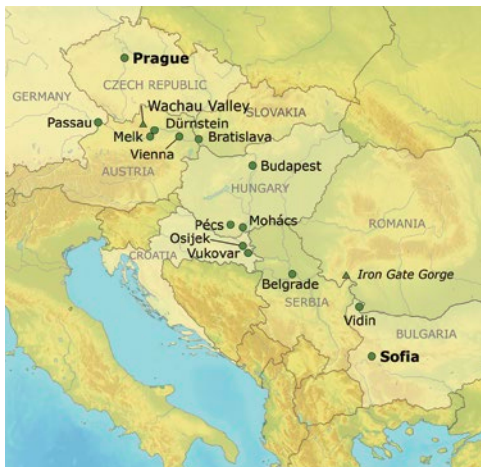 Prague
CZECH REPUBLIC
GERMANY
Wachau Valley
SLOVAKIA
Passau
Dürnstein
Melk
Bratislava
Vienna
AUSTRIA
Budapest
HUNGARY
Pécs
Mohács
ROMANIA
Osijek
CROATIA
Vukovar
Iron Gate Gorge
Belgrade
SERBIA
Vidin
BULGARIA
Sofia